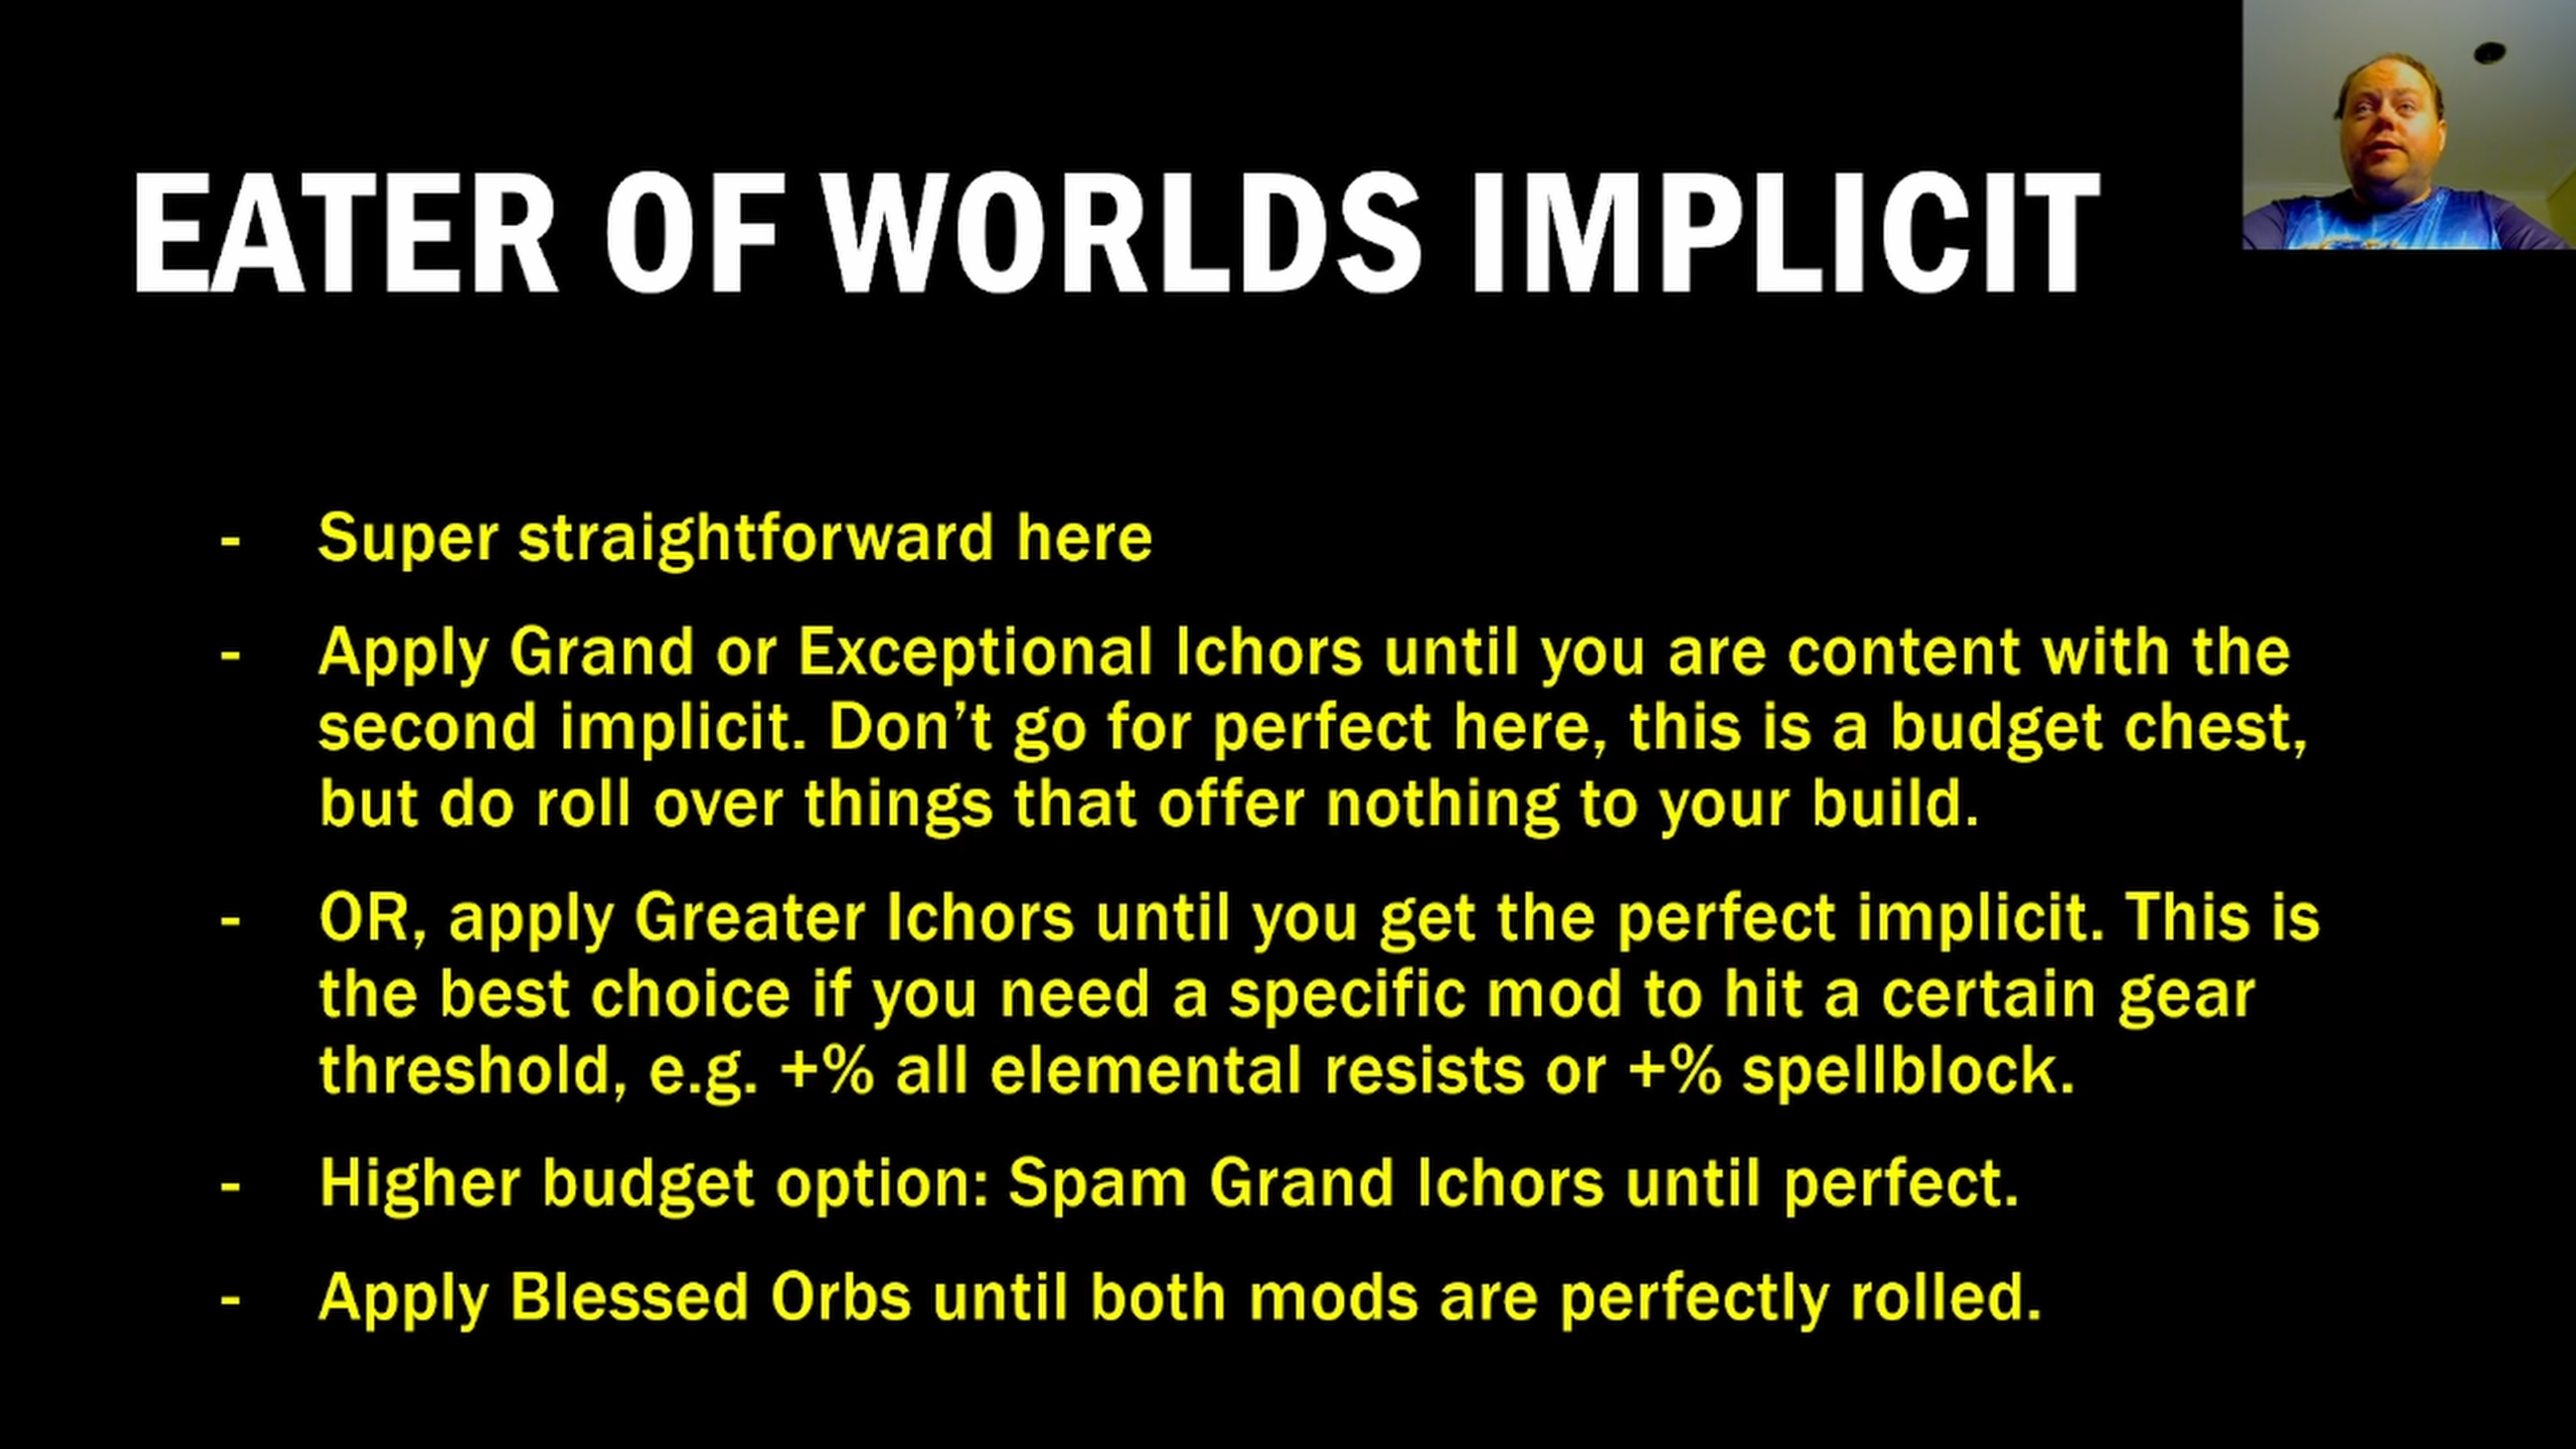 EATER OF WORLDS IMPLICIT
- Super straightforward here
- Apply Grand or Exceptional Ichors until you are content with the
second implicit. Don’t go for perfect here, this is a budget chest,
but do roll over things that offer nothing to your build.
- OR, apply Greater Ichors until you get the perfect implicit. This is
the best choice if you need a specific mod to hit a certain gear
threshold, e.g. +% all elemental resists or +% spellblock.
- Higher budget option: Spam Grand Ichors until perfect.
- Apply Blessed Orbs until both mods are perfectly rolled.